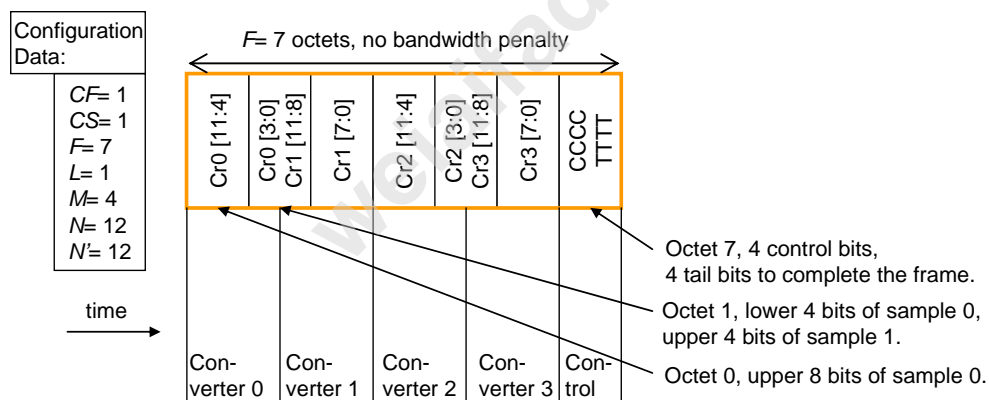 Configuration
Data:
CF= 1
CS= 1
F= 7
L= 1
M= 4
N= 12
N'= 12
time
F= 7 octets, no bandwidth penalty
Cr0 [11:4]
Cr0 [3:0]
Cr1 [11:8]
Cr1 [7:0]
Cr2 [11:4]
Cr2 [3:0]
Cr3 [11:8]
Cr3 [7:0]
CCCC
TTTT
Octet 7, 4 control bits,
4 tail bits to complete the frame.
Octet 1, lower 4 bits of sample 0,
upper 4 bits of sample 1.
Octet 0, upper 8 bits of sample 0.
Con-
verter 0
Con-
verter 1
Con-
verter 2
Con-
verter 3
Con-
trol